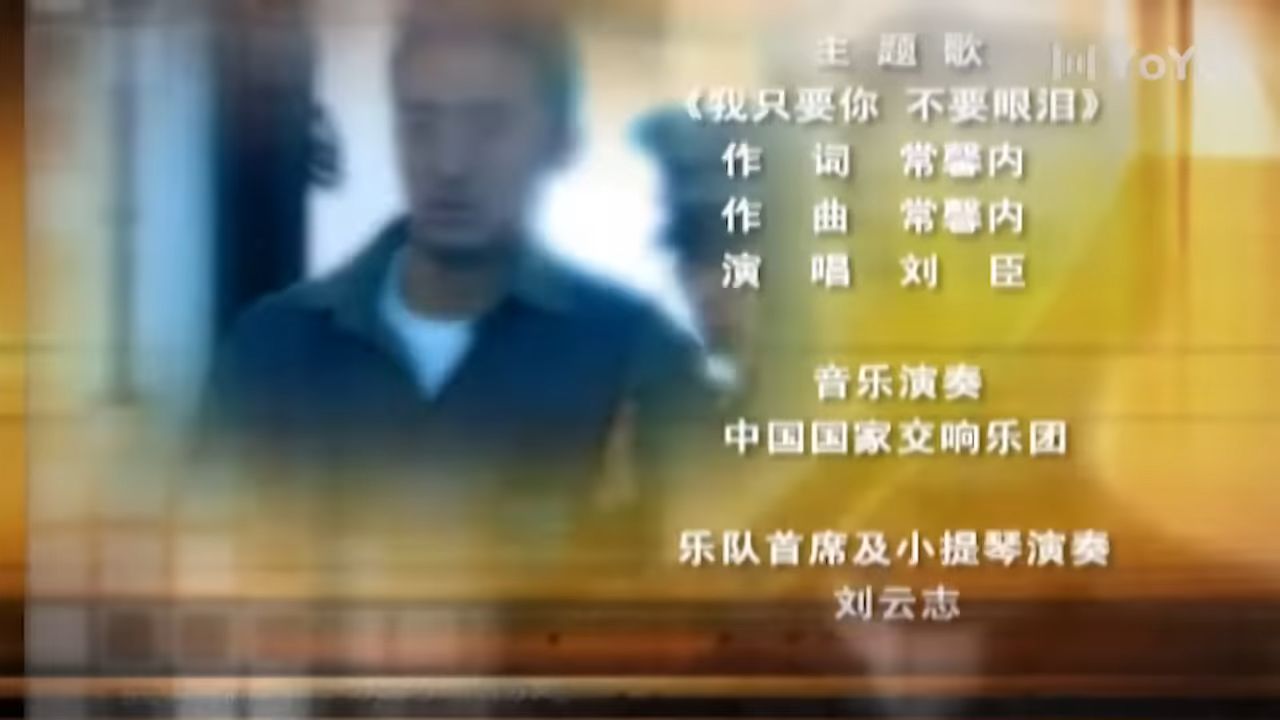 主 题 歌
《我只要你 不要眼泪》
作 词 常馨内
作 曲 常馨内
演 唱 刘 臣
音乐演奏
中国国家交响乐团
乐队首席及小提琴演奏
刘云志